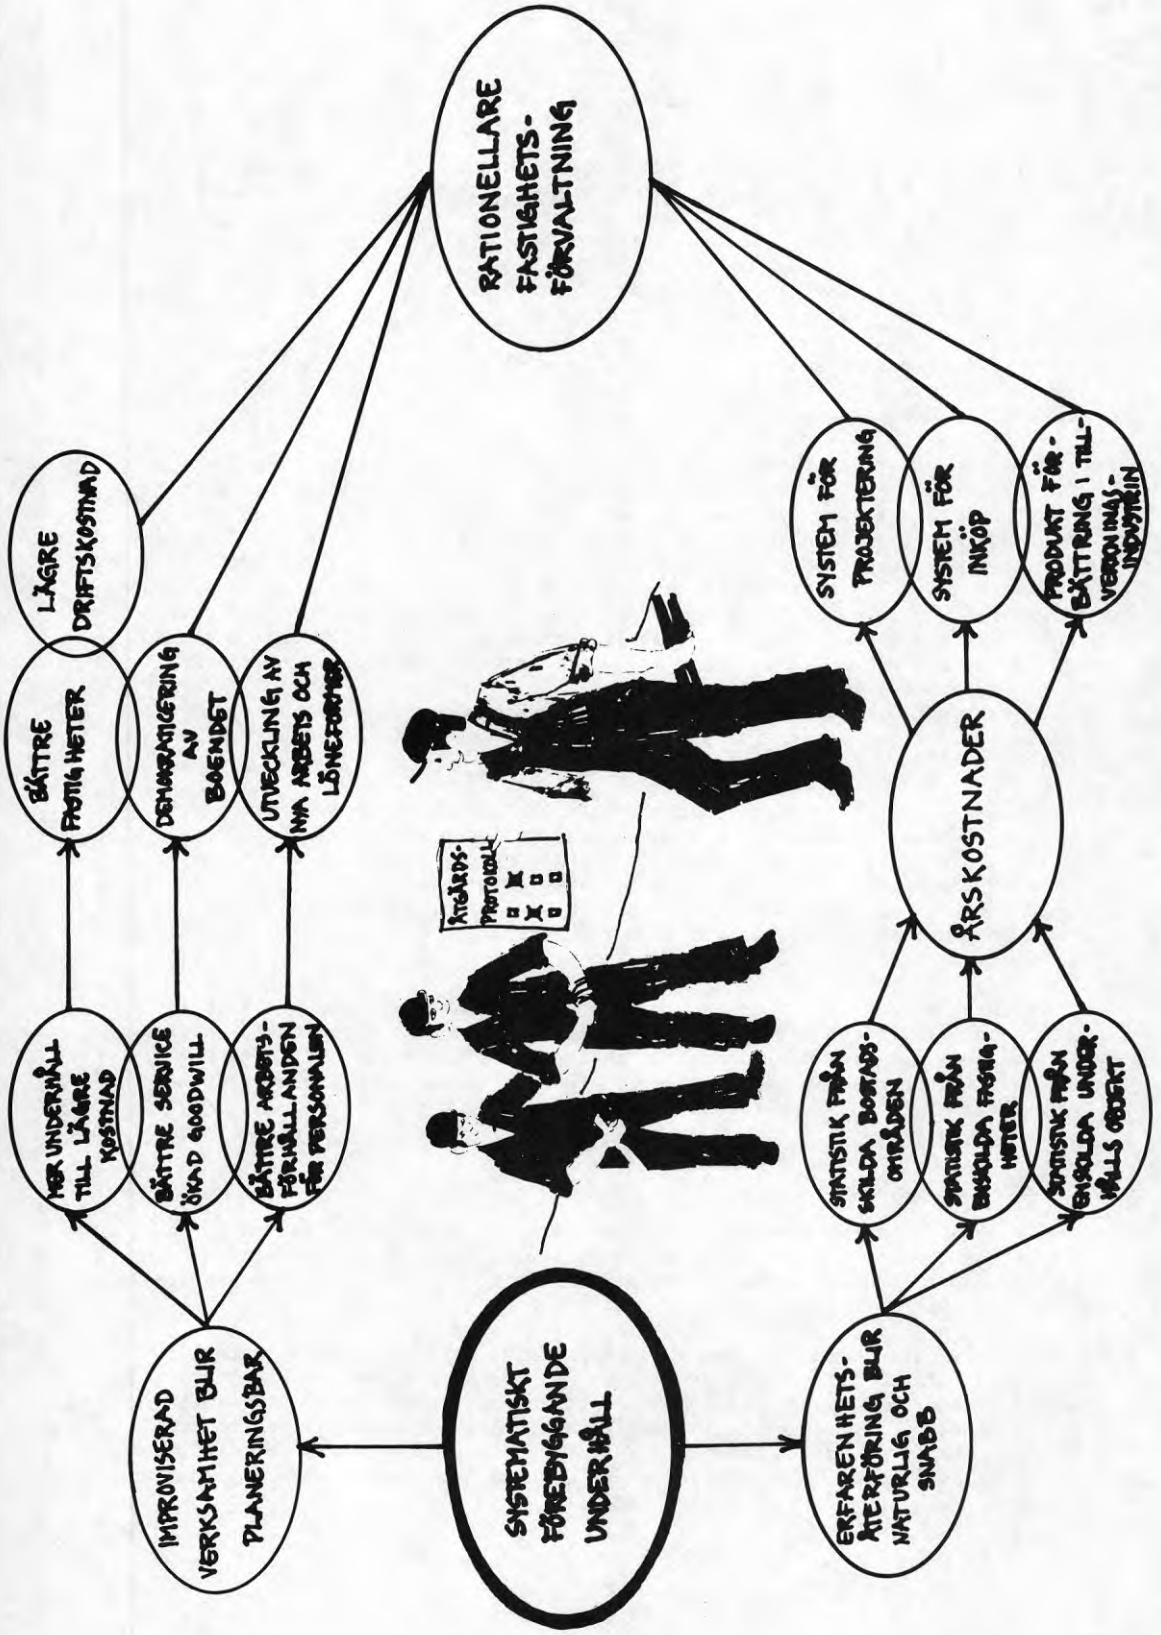 IMPROVISERAD
VERKSAMHET BLIR
PLANERINGSBAR
MER UNDERHÅLL
TILL LÄGRE
KOSTNAD
BÄTTRE SERVICE
ÖKAD GOODWILL
BÄTTRE ARBETS-
FÖRHÅLLANDEN
FÖR PERSONALEN
BÄTTRE
FASTIGHETER
LÄGRE
DRIFTSKOSTNAD
DEMOKRATISERING
AV
BOENDET
UTVECKLING AV
NYA ARBETS OCH
LÖNEFORMER
SYSTEMATISKT
FÖREBYGGANDE
UNDERHÅLL
ÅTGÄRDS-
PROTOKOLL
RATIONELLARE
FASTIGHETS-
FÖRVALTNING
ERFARENHETS-
ÅTERFÖRING BLIR
NATURLIG OCH
SNABB
STATISTIK FRÅN
SKILDA BOSTADS-
OMRÅDEN
STATISTIK FRÅN
ENSKILDA FASTIG-
HETER
STATISTIK FRÅN
ENSKILDA UNDER-
HÅLLS OBJEKT
ÅRSKOSTNADER
SYSTEM FÖR
PROJEKTERING
SYSTEM FÖR
INKÖP
PRODUKT FÖR-
BÄTTRING I TILL-
VERKNINGS-
INDUSTRIN